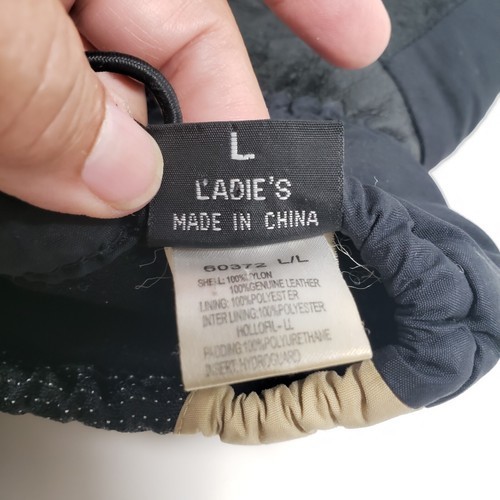 L
L'ADIE'S
MADE IN CHINA
60372 L/L
SHELL:100%NYLON
100%GENUINE LEATHER
LINING:100%POLYESTER
INTER LINING:100%POLYESTER
HOLLOFIL-LL
PADDING:100%POLYURETHANE
INSERT:HYDROGUARD